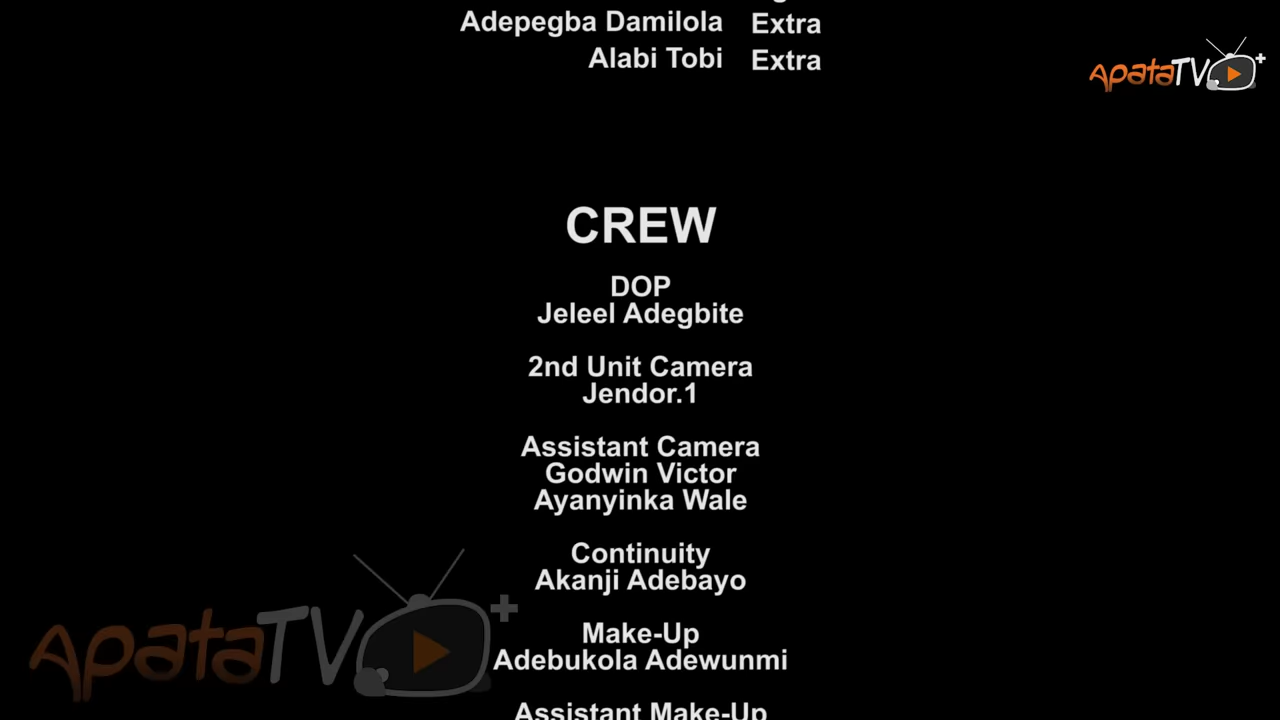 Adepegba Damilola Extra
Alabi Tobi Extra
ApataTV+
CREW
DOP
Jeleel Adegbite
2nd Unit Camera
Jendor.1
Assistant Camera
Godwin Victor
Ayanyinka Wale
Continuity
Akanji Adebayo
Make-Up
Adebukola Adewunmi
ApataTV+
Assistant Make-Up